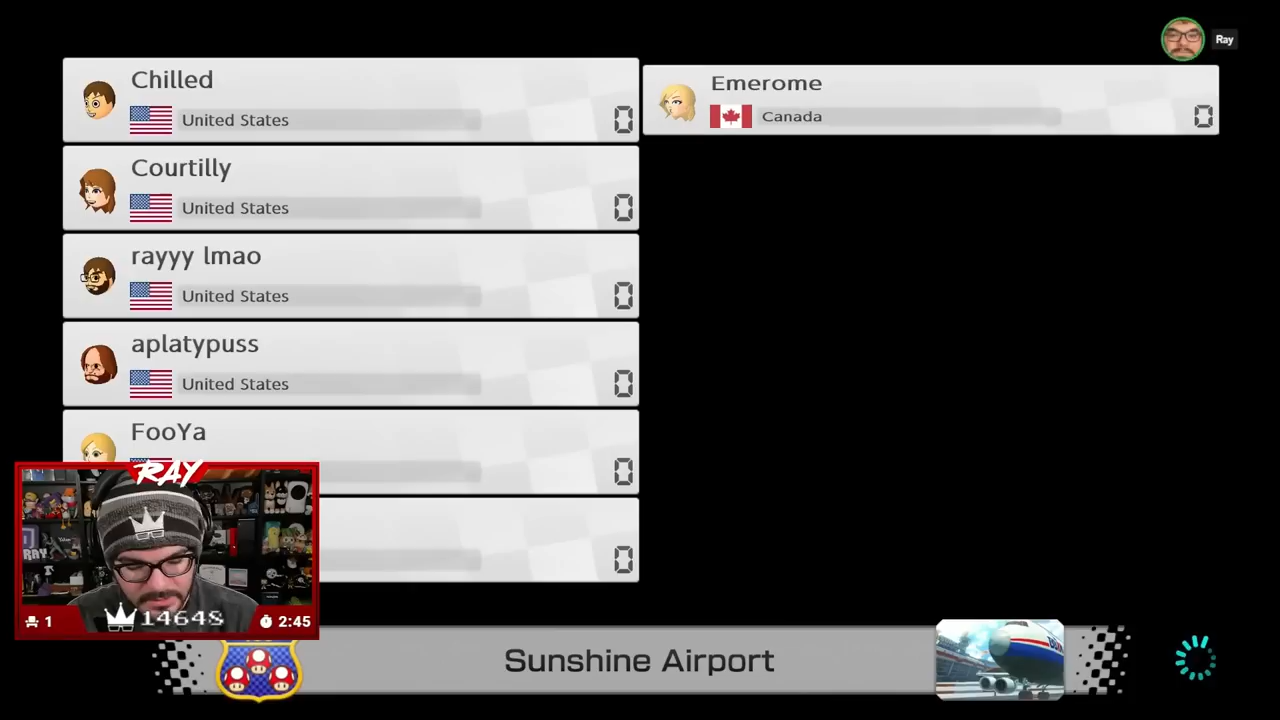 Ray
Chilled
United States
0
Emerome
Canada
0
Courtilly
United States
0
rayyy lmao
United States
0
aplatypuss
United States
0
FooYa
0
0
RAY
RAY
1
14648
2:45
Sunshine Airport